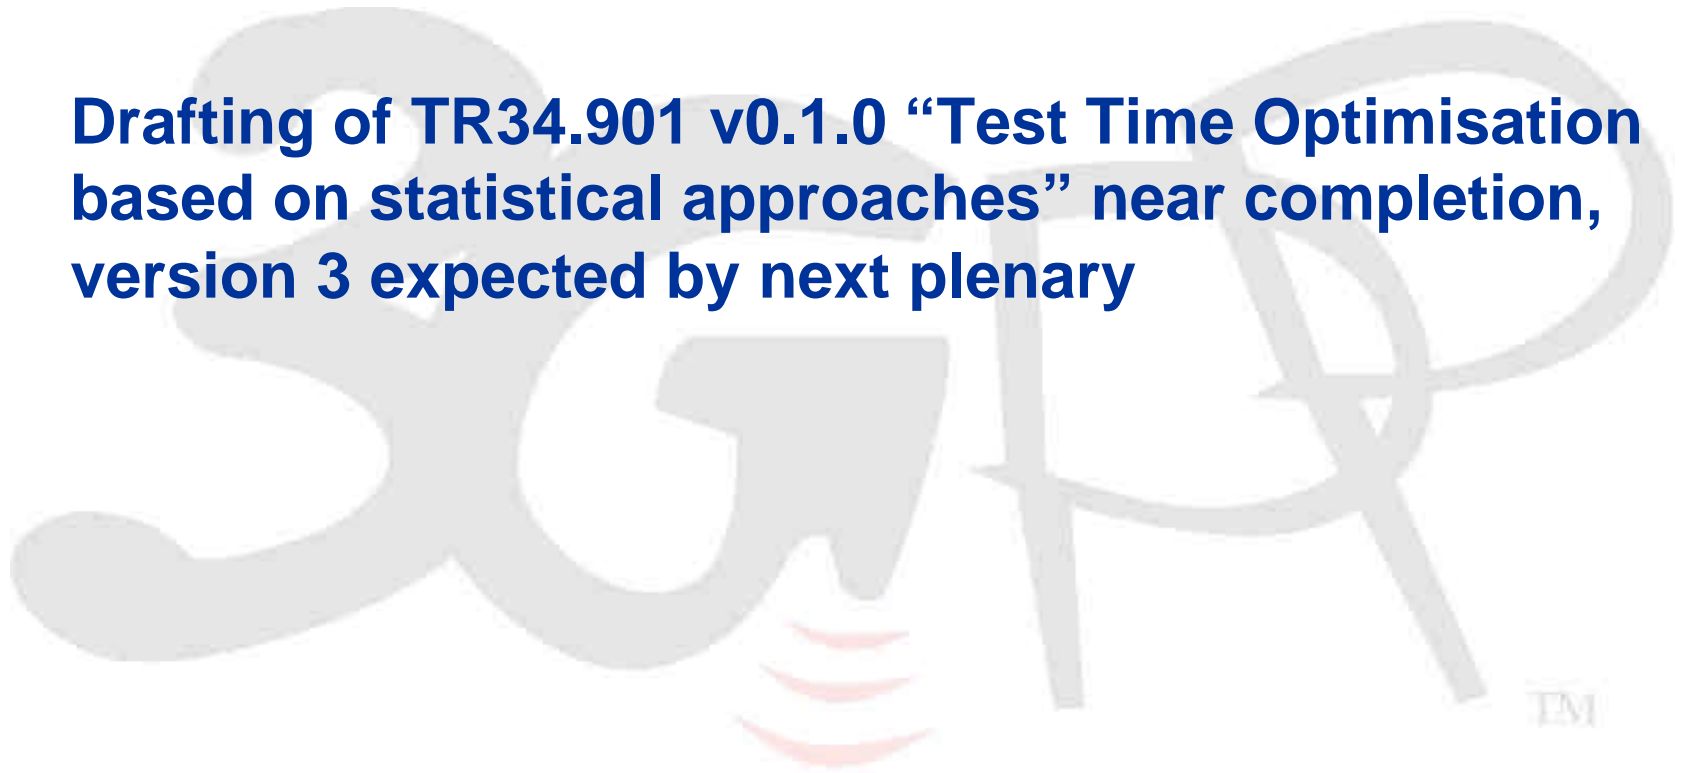 Drafting of TR34.901 v0.1.0 “Test Time Optimisation
based on statistical approaches” near completion,
version 3 expected by next plenary
3GPP
TM